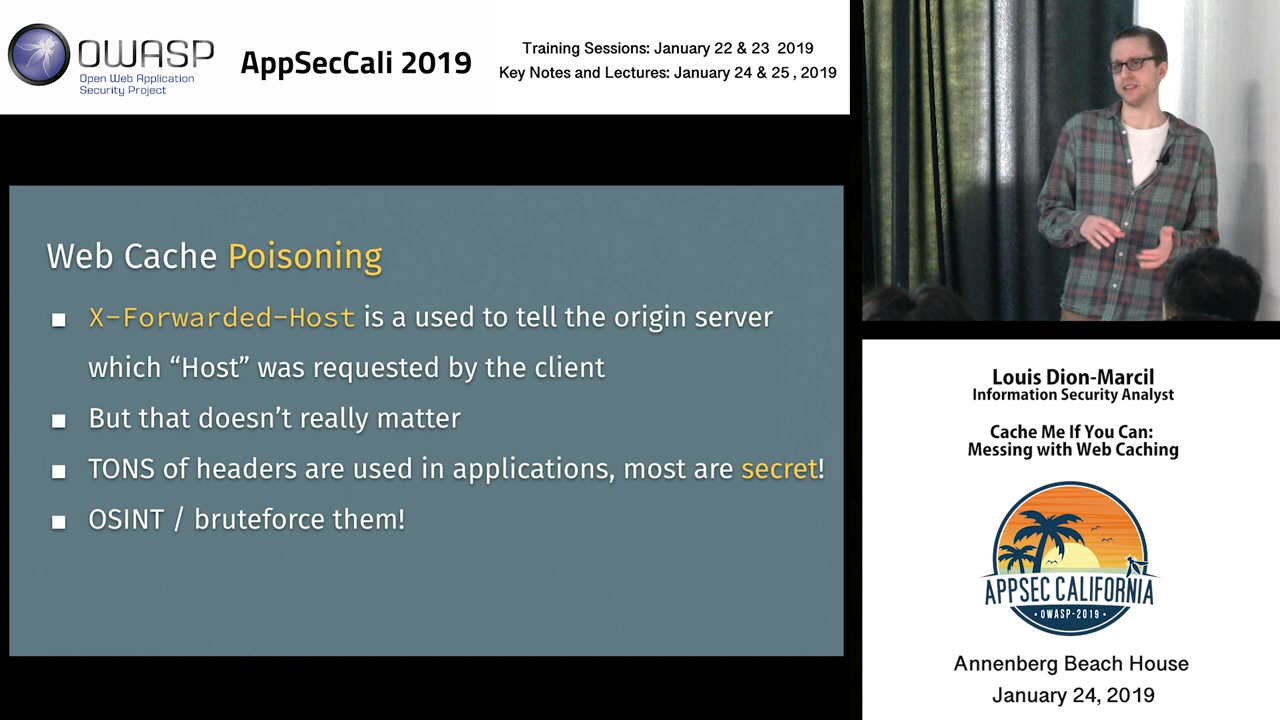 OWASP
Open Web Application
Security Project
AppSecCali 2019
Training Sessions: January 22 & 23 2019
Key Notes and Lectures: January 24 & 25 , 2019
Web Cache Poisoning
■ X-Forwarded-Host is a used to tell the origin server
which “Host” was requested by the client
■ But that doesn’t really matter
■ TONS of headers are used in applications, most are secret!
■ OSINT / bruteforce them!
Louis Dion-Marcil
Information Security Analyst
Cache Me If You Can:
Messing with Web Caching
APPSEC CALIFORNIA
• OWASP-2019 •
Annenberg Beach House
January 24, 2019